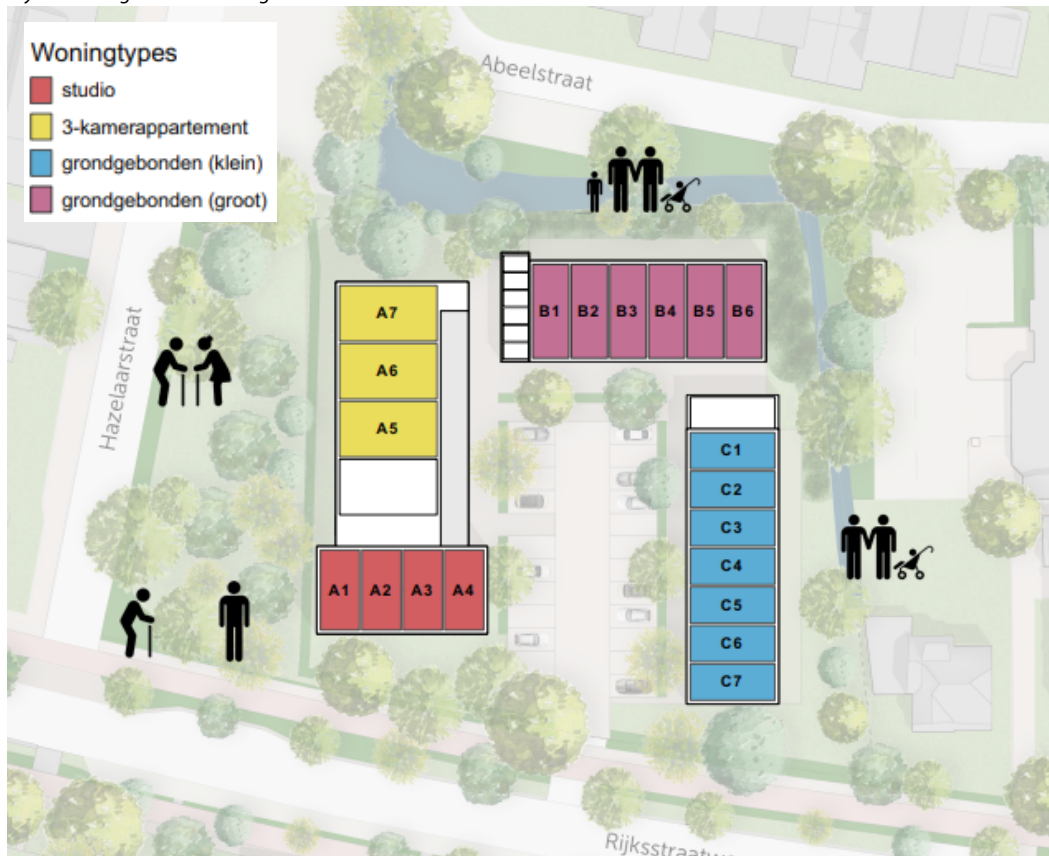 Woningtypes
studio
3-kamerappartement
grondgebonden (klein)
grondgebonden (groot)
Abeelstraat
Hazelaarstraat
A7
A6
A5
B1 B2 B3 B4 B5 B6
C1
C2
C3
C4
C5
C6
C7
A1 A2 A3 A4